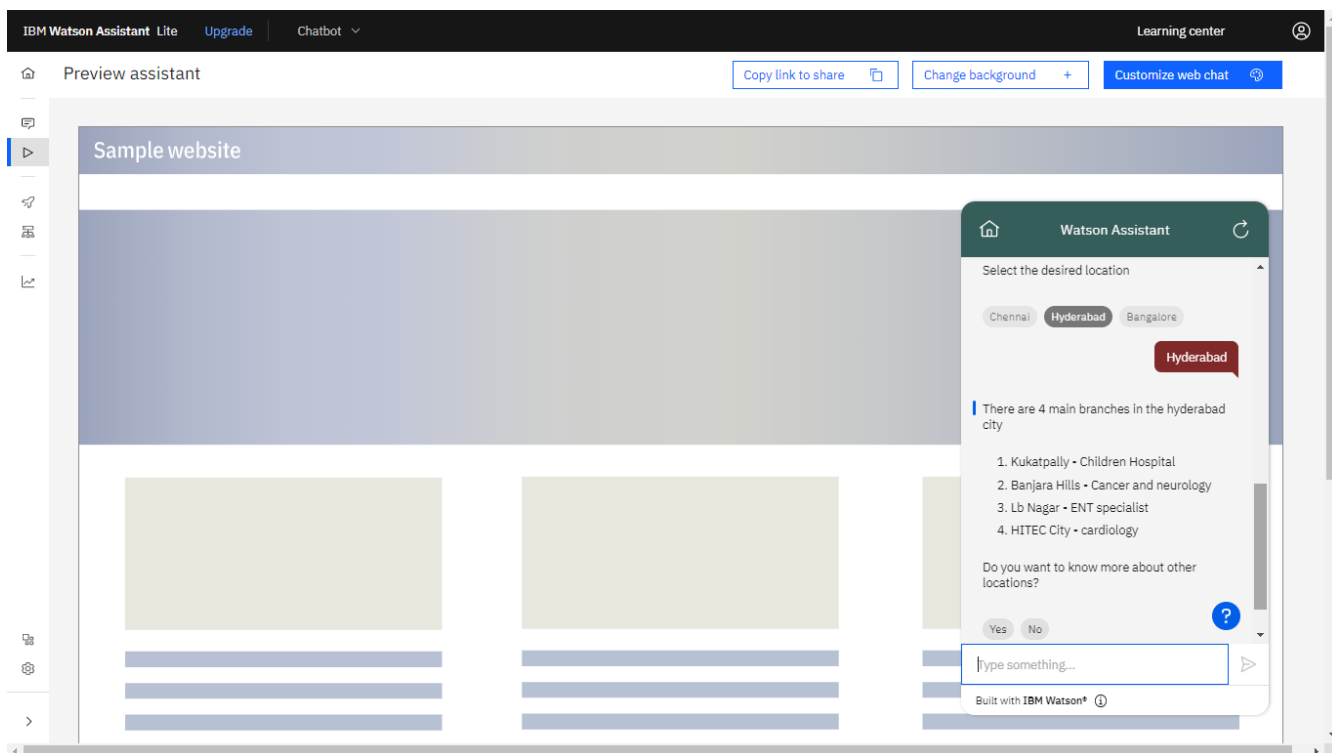 IBM Watson Assistant Lite Upgrade Chatbot Learning center
Preview assistant Copy link to share Change background + Customize web chat
Sample website
Watson Assistant
Select the desired location
Chennai Hyderabad Bangalore
Hyderabad
There are 4 main branches in the hyderabad
city
1. Kukatpally - Children Hospital
2. Banjara Hills - Cancer and neurology
3. Lb Nagar - ENT specialist
4. HITEC City - cardiology
Do you want to know more about other
locations?
?
Yes No
Type something...
Built with IBM Watson®